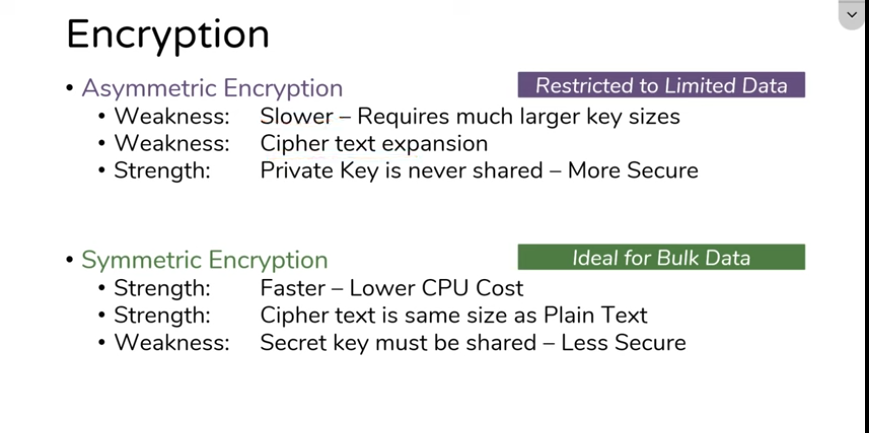 Encryption
• Asymmetric Encryption Restricted to Limited Data
• Weakness: Slower – Requires much larger key sizes
• Weakness: Cipher text expansion
• Strength: Private Key is never shared – More Secure
• Symmetric Encryption Ideal for Bulk Data
• Strength: Faster – Lower CPU Cost
• Strength: Cipher text is same size as Plain Text
• Weakness: Secret key must be shared – Less Secure